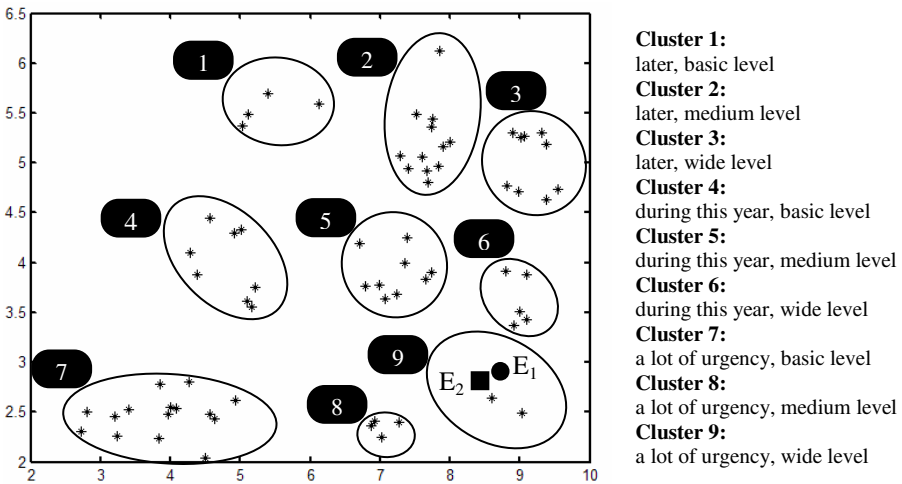 6.5
6
5.5
5
4.5
4
3.5
3
2.5
2
2 3 4 5 6 7 8 9 10
1
2
3
4
5
6
7
8
9
E1
E2
Cluster 1:
later, basic level
Cluster 2:
later, medium level
Cluster 3:
later, wide level
Cluster 4:
during this year, basic level
Cluster 5:
during this year, medium level
Cluster 6:
during this year, wide level
Cluster 7:
a lot of urgency, basic level
Cluster 8:
a lot of urgency, medium level
Cluster 9:
a lot of urgency, wide level